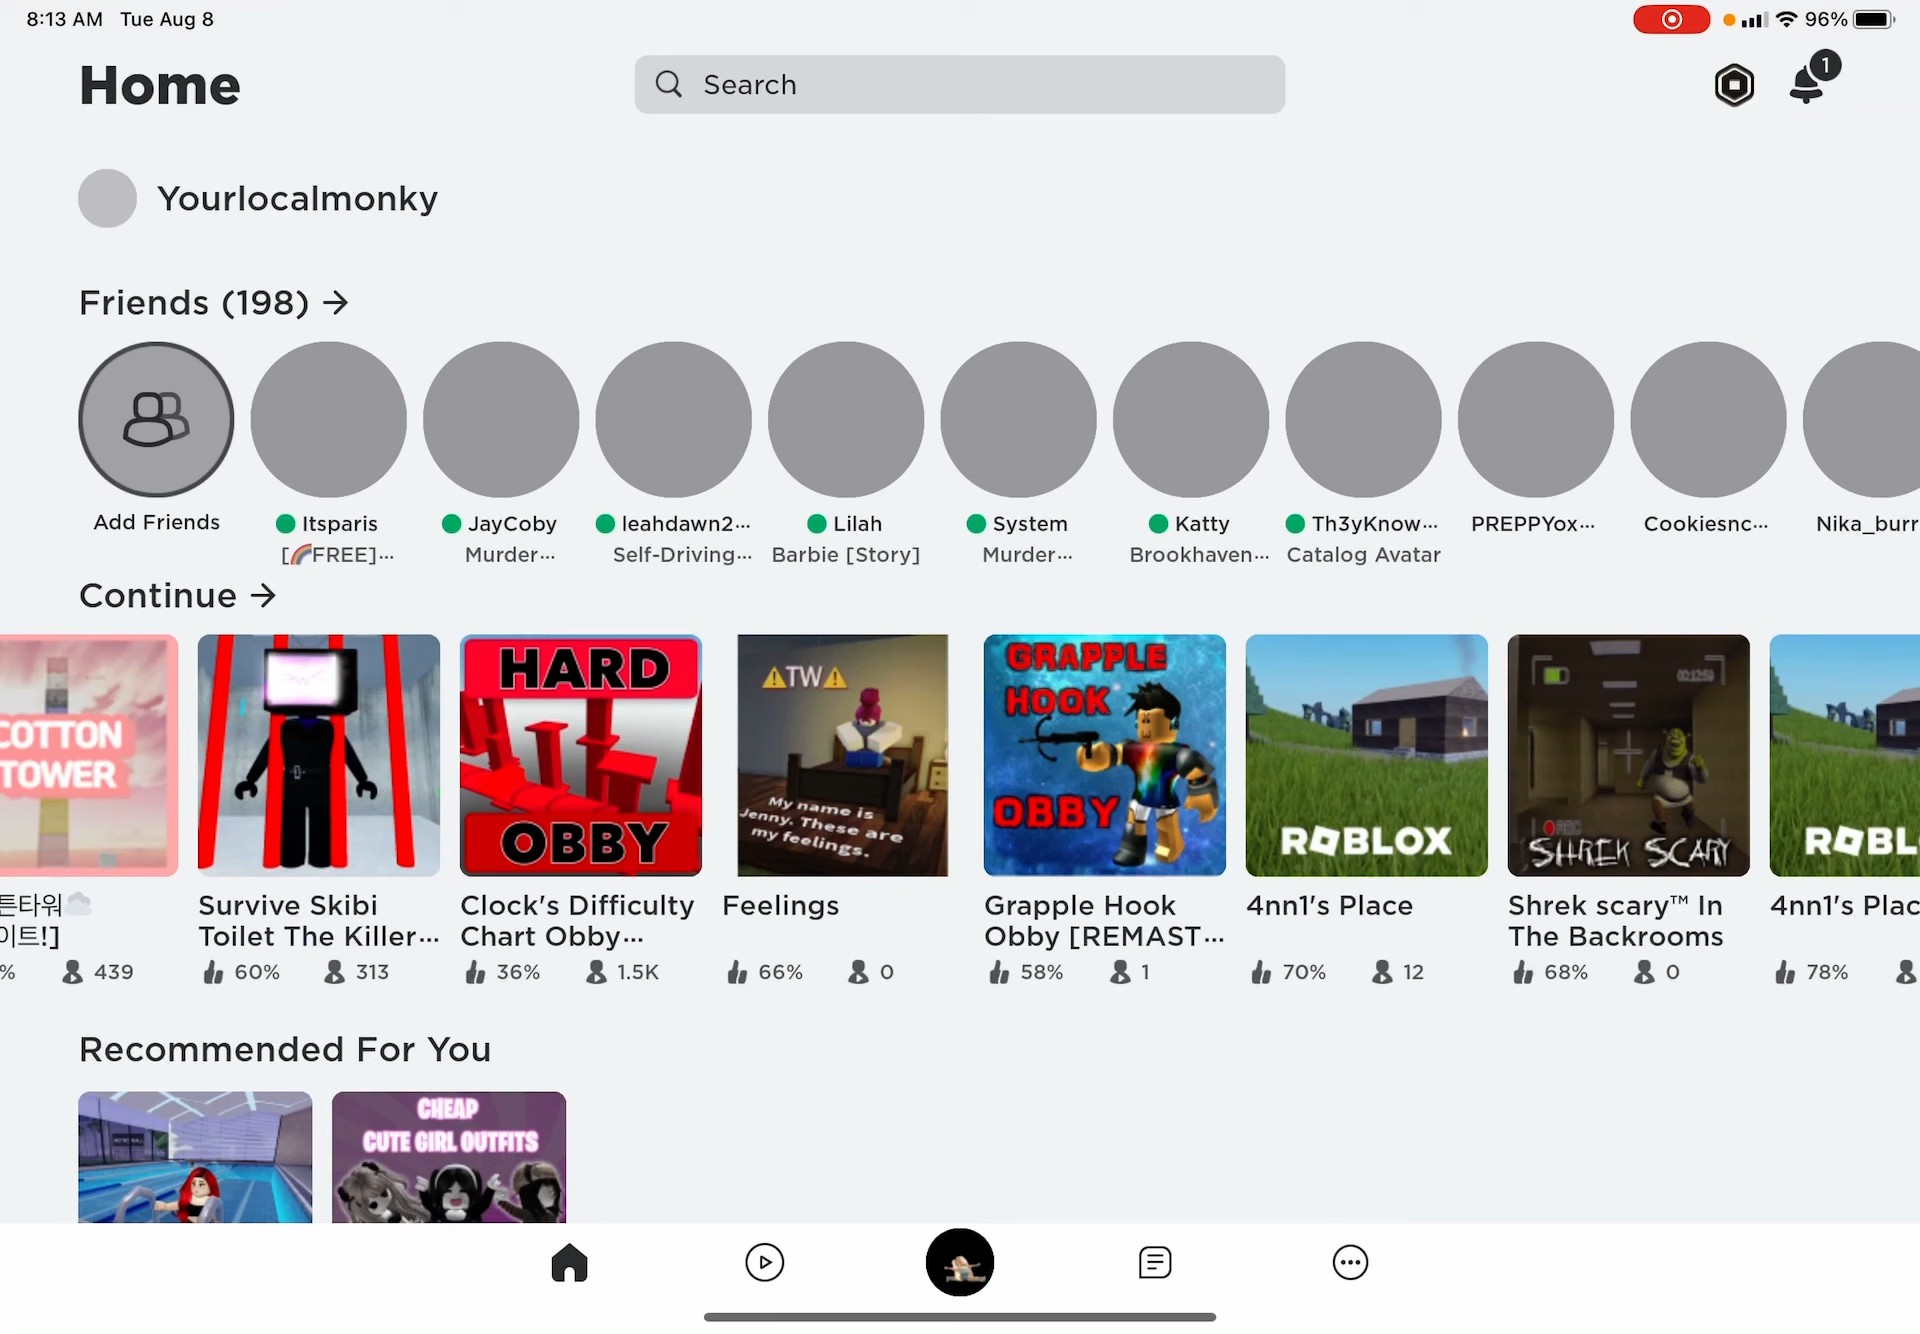 8:13 AM Tue Aug 8 96%
Home
Search
1
Yourlocalmonky
Friends (198) →
Add Friends
Itsparis
JayCoby
leahdawn2...
Lilah
System
Katty
Th3yKnow...
PREPPYox...
Cookiesnc...
Nika_burr
[🌈FREE]...
Murder...
Self-Driving...
Barbie [Story]
Murder...
Brookhaven...
Catalog Avatar
Continue →
COTTON
TOWER
HARD
OBBY
⚠TW⚠
My name is
Jenny. These are
my feelings.
GRAPPLE
HOOK
OBBY
ROBLOX
REC
SHREK SCARY
ROBL
튼타워☁
이트!]
Survive Skibi
Toilet The Killer...
Clock's Difficulty
Chart Obby...
Feelings
Grapple Hook
Obby [REMAST...
4nn1's Place
Shrek scary™ In
The Backrooms
4nn1's Plac
% 439
60% 313
36% 1.5K
66% 0
58% 1
70% 12
68% 0
78%
Recommended For You
CHEAP
CUTE GIRL OUTFITS